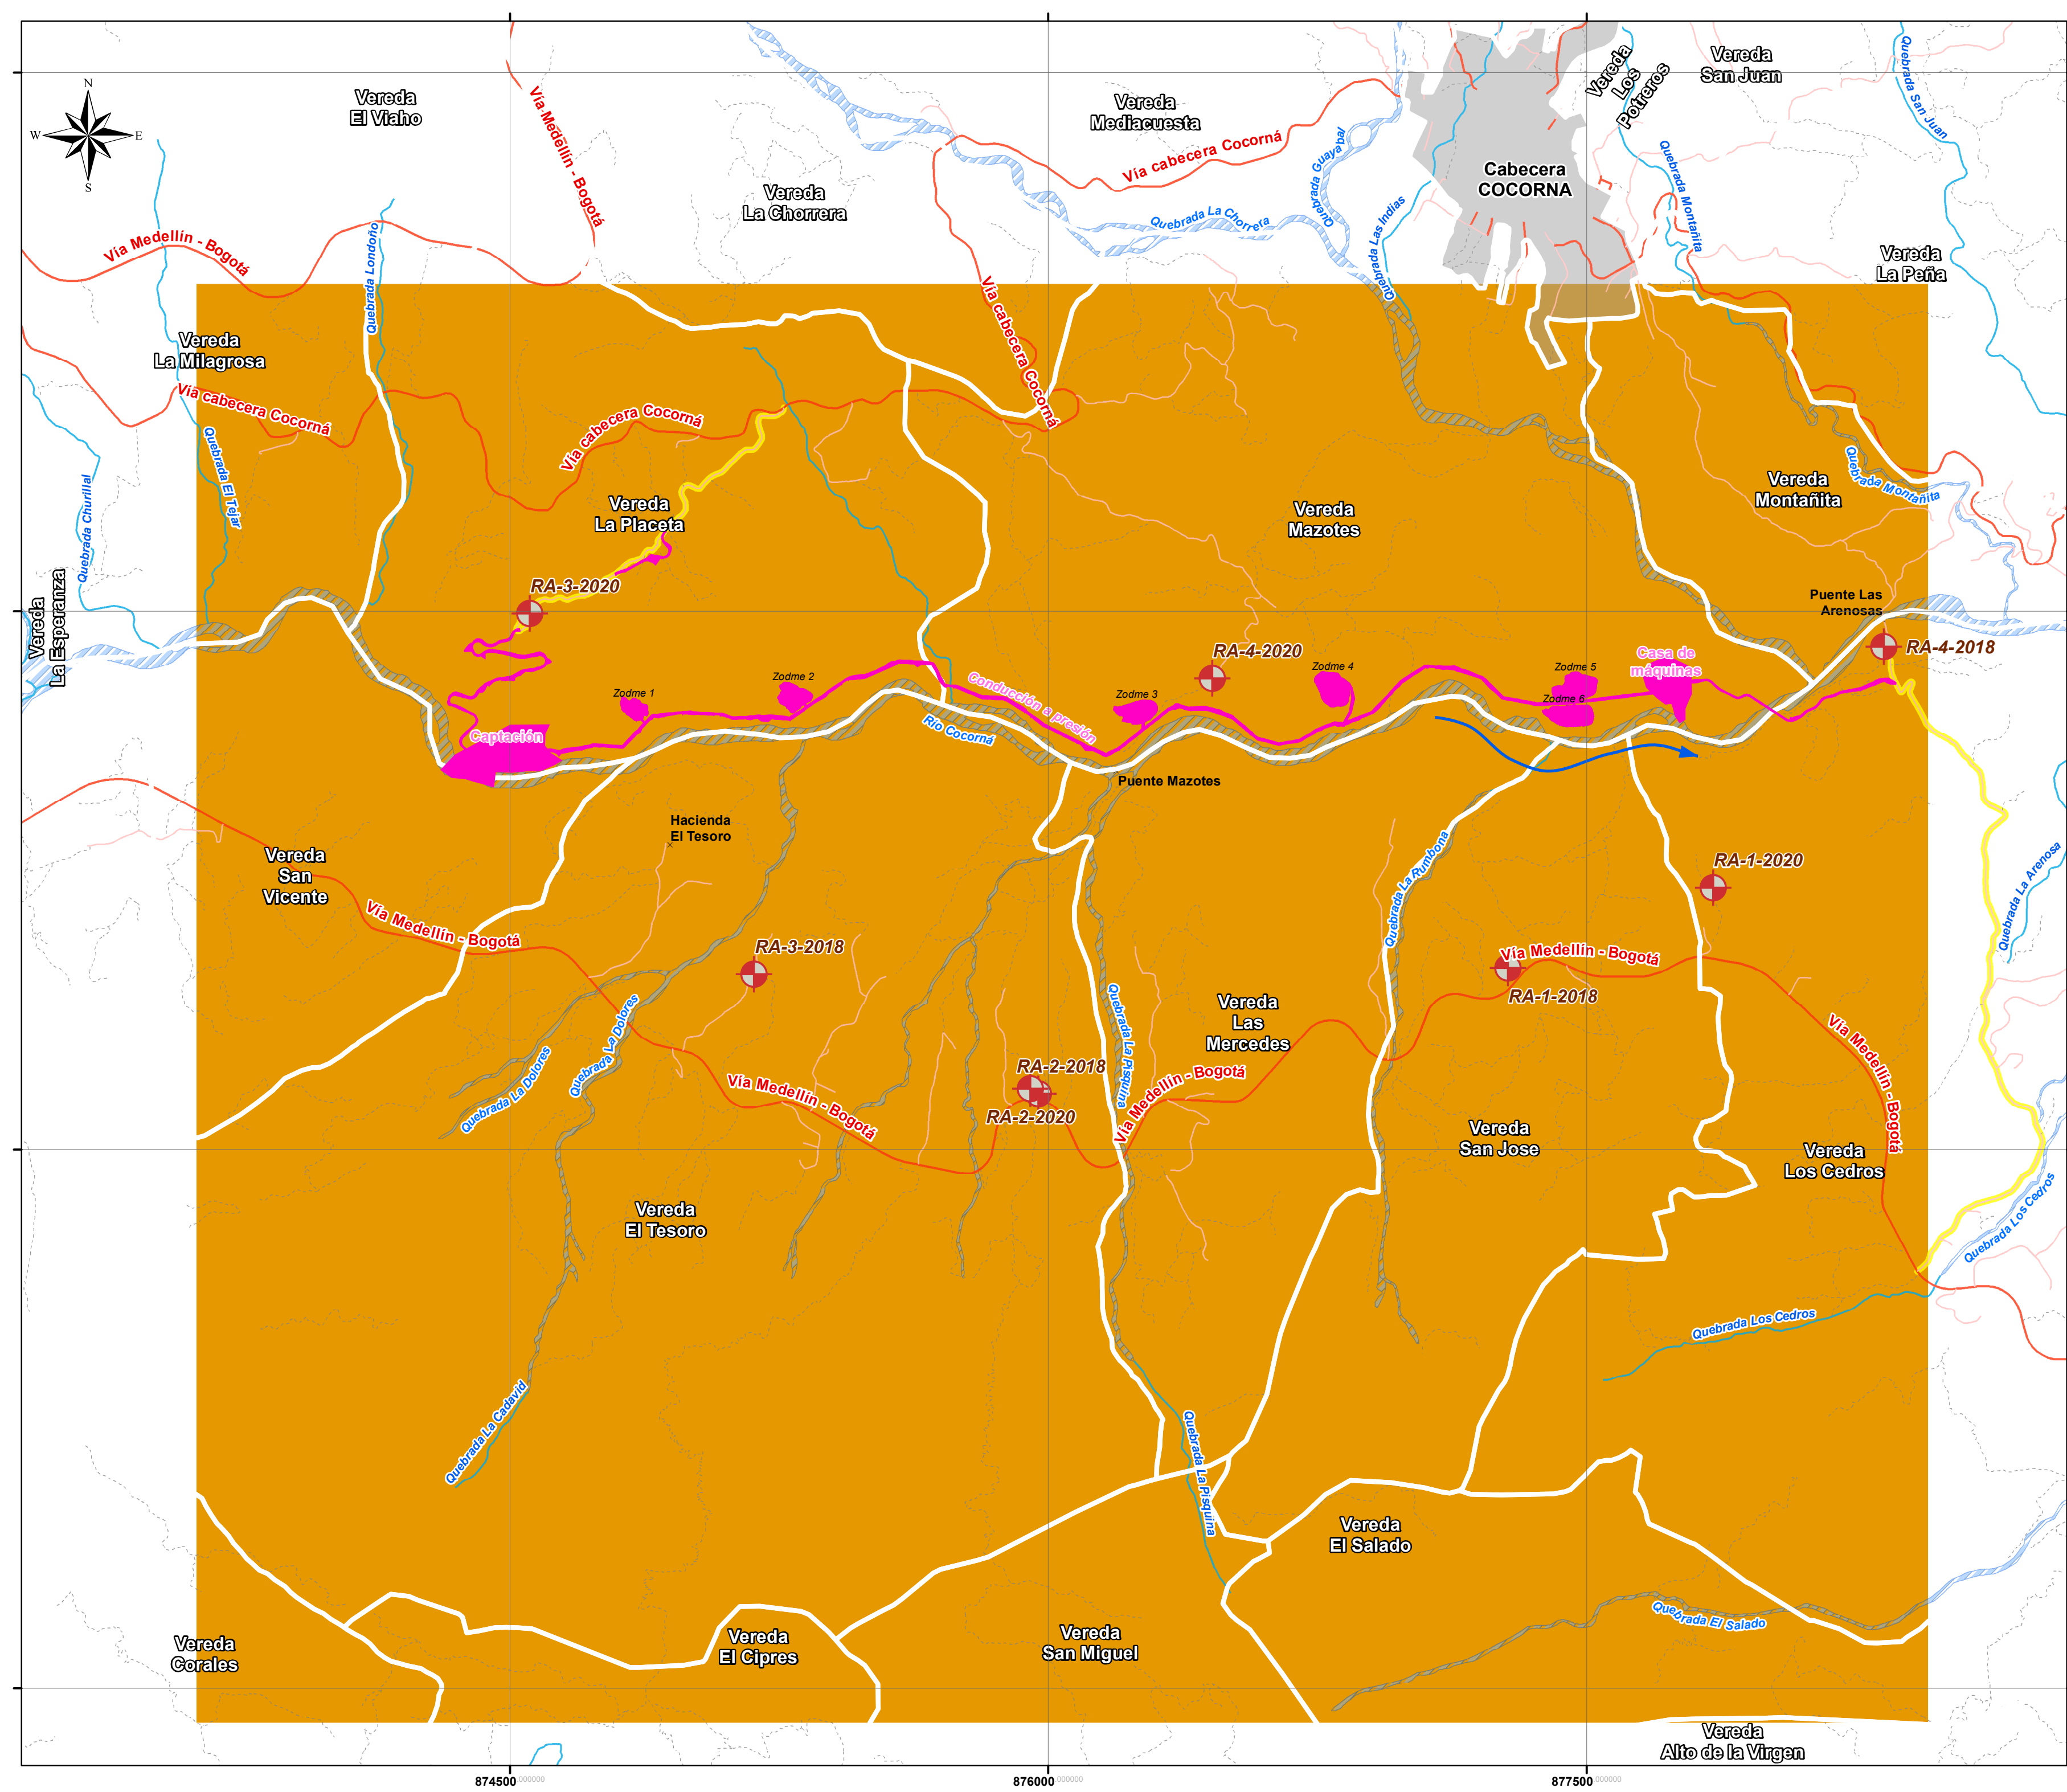 N
W
E
S
Vereda
El Viaho
Vía Medellín - Bogotá
Vereda
Mediacuesta
Vía cabecera Cocorná
Vereda
Los
Potreros
Vereda
San Juan
Quebrada San Juan
Quebrada Guayabal
Cabecera
COCORNA
Quebrada Montañita
Vereda
La Chorrera
Quebrada La Chorrera
Quebrada Las Indias
Vía Medellín - Bogotá
Quebrada Londoño
Vereda
La Peña
Vereda
La Milagrosa
Vía cabecera Cocorná
Vía cabecera Cocorná
Vía cabecera Cocorná
Quebrada El Tejar
Quebrada Churillal
Vereda
La Placeta
Vereda
Mazotes
Vereda
Montañita
Quebrada Montañita
Vereda
La Esperanza
RA-3-2020
Puente Las
Arenosas
RA-4-2020
RA-4-2018
Casa de
máquinas
Zodme 1
Zodme 2
Zodme 3
Zodme 4
Zodme 5
Zodme 6
Conducción a presión
Captación
Río Cocorná
Puente Mazotes
Hacienda
El Tesoro
Vereda
San
Vicente
Quebrada La Rumbona
RA-1-2020
Quebrada La Arenosa
Vía Medellín - Bogotá
RA-3-2018
Vía Medellín - Bogotá
RA-1-2018
Quebrada La Dolores
Quebrada La Dolores
Quebrada La Pisquina
Vereda
Las
Mercedes
Vía Medellín - Bogotá
RA-2-2018
RA-2-2020
Vía Medellín - Bogotá
Vía Medellín - Bogotá
Vereda
San Jose
Vereda
Los Cedros
Vereda
El Tesoro
Quebrada Los Cedros
Quebrada Los Cedros
Quebrada La Cadavid
Quebrada La Pisquina
Vereda
El Salado
Quebrada El Salado
Vereda
Corales
Vereda
El Cipres
Vereda
San Miguel
Vereda
Alto de la Virgen
874500.000000
876000.000000
877500.000000